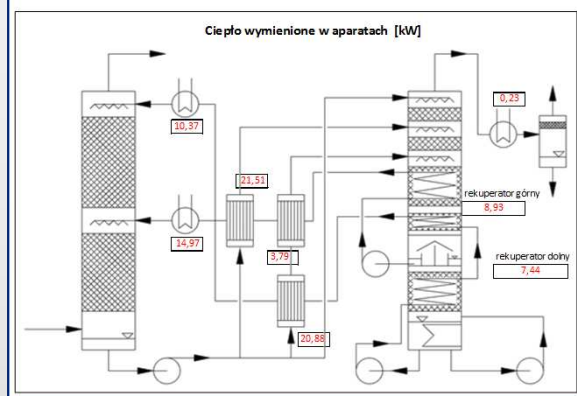 Ciepło wymienione w aparatach [kW]
0,23
10,37
21,51
rekuperator górny
8,93
14,97
3,79
rekuperator dolny
7,44
20,88